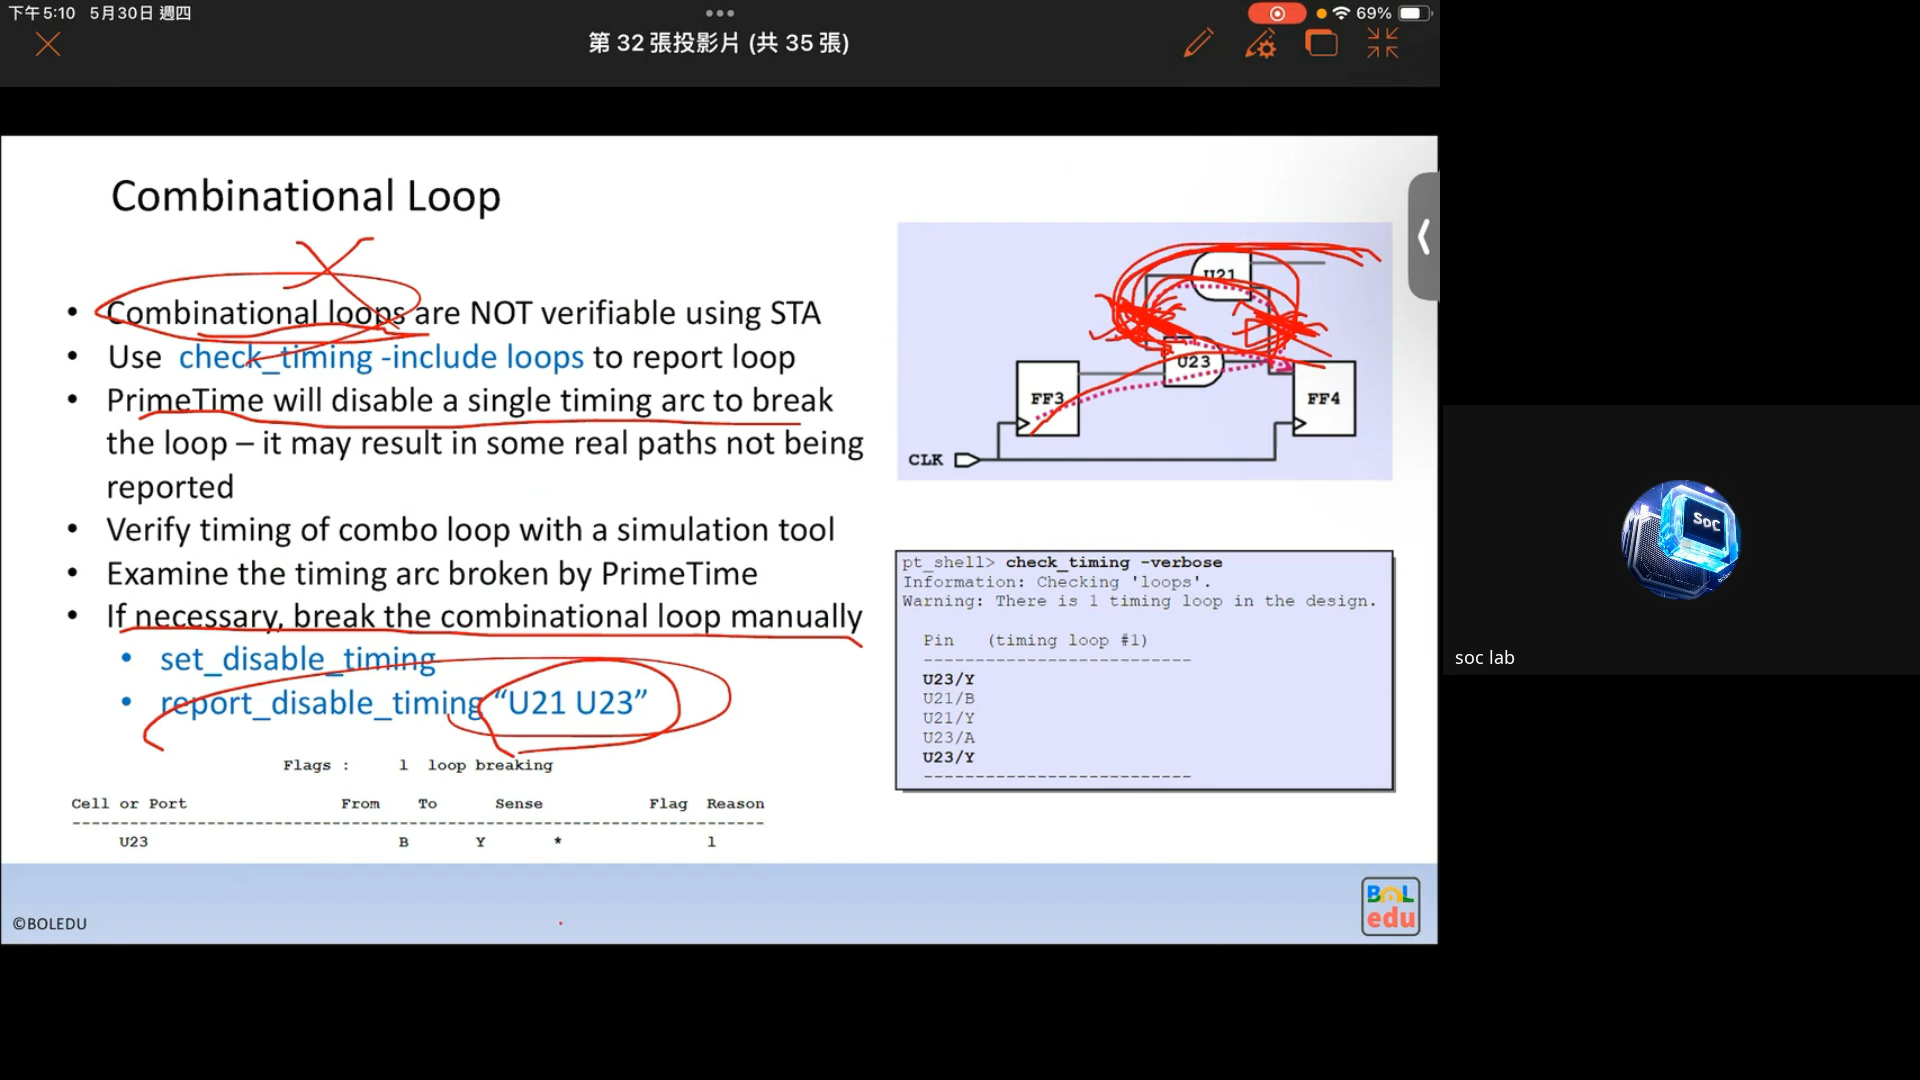 下午5:10 5月30日 週四
69%
第 32 張投影片 (共 35 張)
Combinational Loop
• Combinational loops are NOT verifiable using STA
• Use check_timing -include loops to report loop
• PrimeTime will disable a single timing arc to break
the loop – it may result in some real paths not being
reported
• Verify timing of combo loop with a simulation tool
• Examine the timing arc broken by PrimeTime
• If necessary, break the combinational loop manually
• set_disable_timing
• report_disable_timing “U21 U23”
Flags : l loop breaking
Cell or Port From To Sense Flag Reason
U23 B Y * l
U21
U23
FF3
FF4
CLK
pt_shell> check_timing -verbose
Information: Checking 'loops'.
Warning: There is 1 timing loop in the design.
Pin (timing loop #1)
---------------------------
U23/Y
U21/B
U21/Y
U23/A
U23/Y
---------------------------
©BOLEDU
BOL
edu
SoC
soc lab